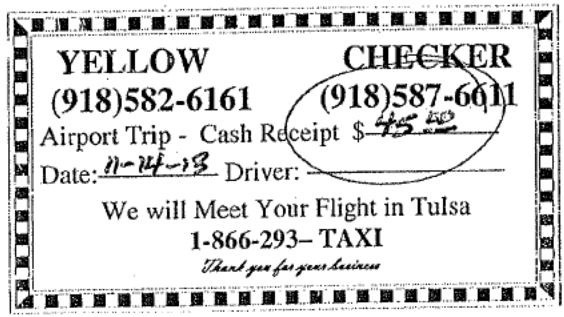 YELLOW CHECKER
(918)582-6161 (918)587-6611
Airport Trip - Cash Receipt $ 45.00
Date: 11-14-13 Driver:
We will Meet Your Flight in Tulsa
1-866-293– TAXI
Thank you for your business